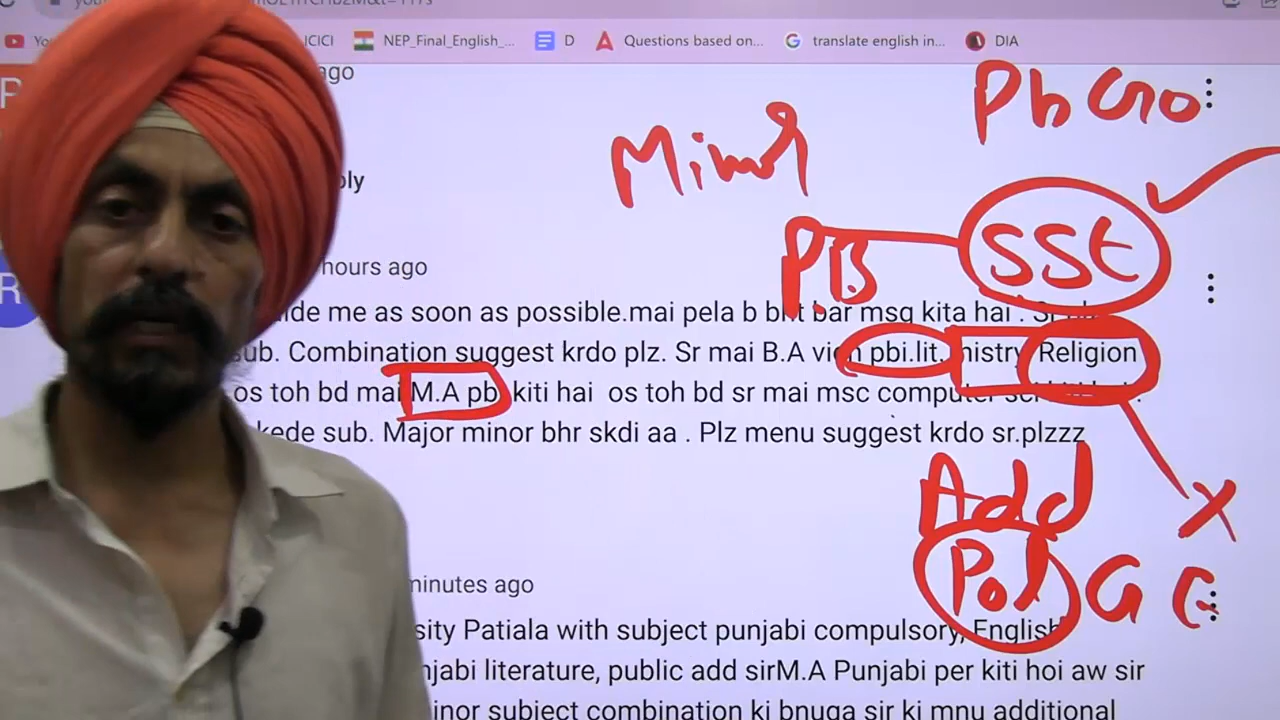 ICICI NEP_Final_English_... D Questions based on... translate english in... DIA
ago
Pb
Minor
hours ago
P.B SST
me as soon as possible.mai pela b bht bar msg kita hai . Sr
sub. Combination suggest krdo plz. Sr mai B.A vich pbi.lit. Religion
os toh bd mai M.A pb kiti hai os toh bd sr mai msc computer
kede sub. Major minor bhr skdi aa . Plz menu suggest krdo sr.plzzz
Add
X
Pol G
minutes ago
sity Patiala with subject punjabi compulsory, English
njabi literature, public add sirM.A Punjabi per kiti hoi aw sir
inor subject combination ki bnuga sir ki mnu additional